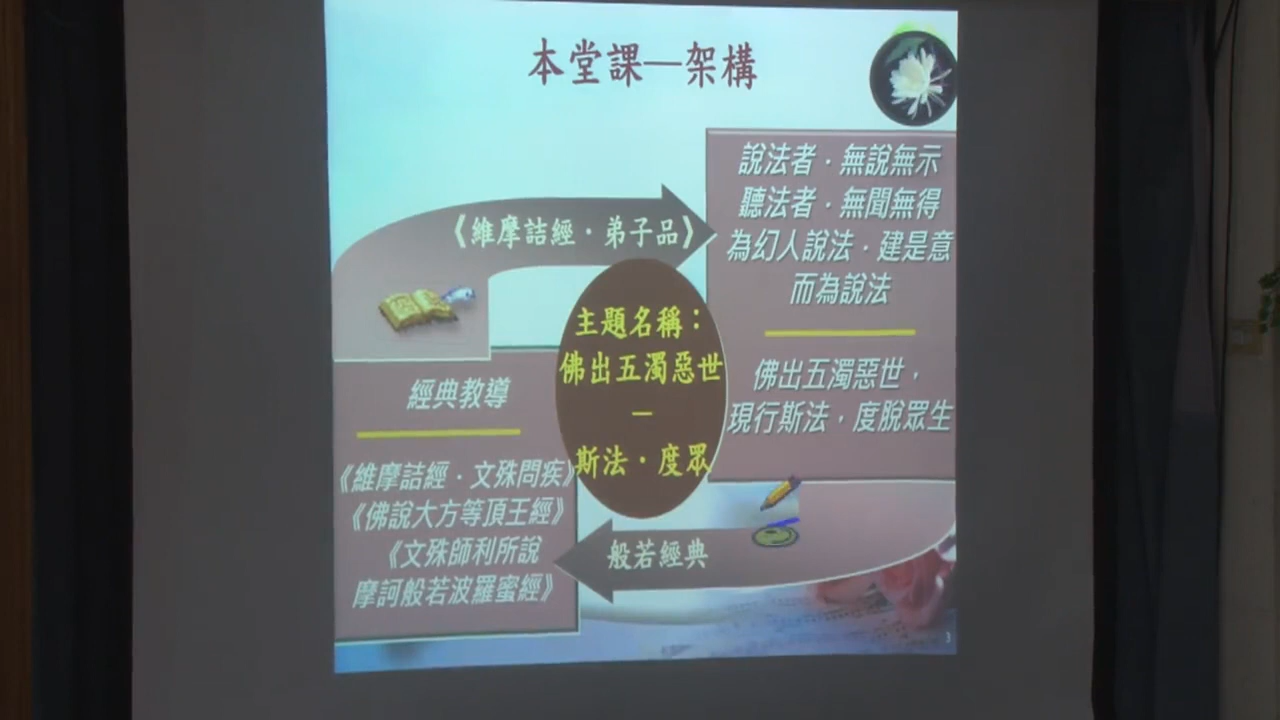 本堂課—架構
《維摩詰經．弟子品》
說法者．無說無示
聽法者．無聞無得
為幻人說法．建是意
而為說法
佛出五濁惡世，
現行斯法，度脫眾生
主題名稱：
佛出五濁惡世
—
斯法．度眾
般若經典
經典教導
《維摩詰經．文殊問疾》
《佛說大方等頂王經》
《文殊師利所說
摩訶般若波羅蜜經》
3